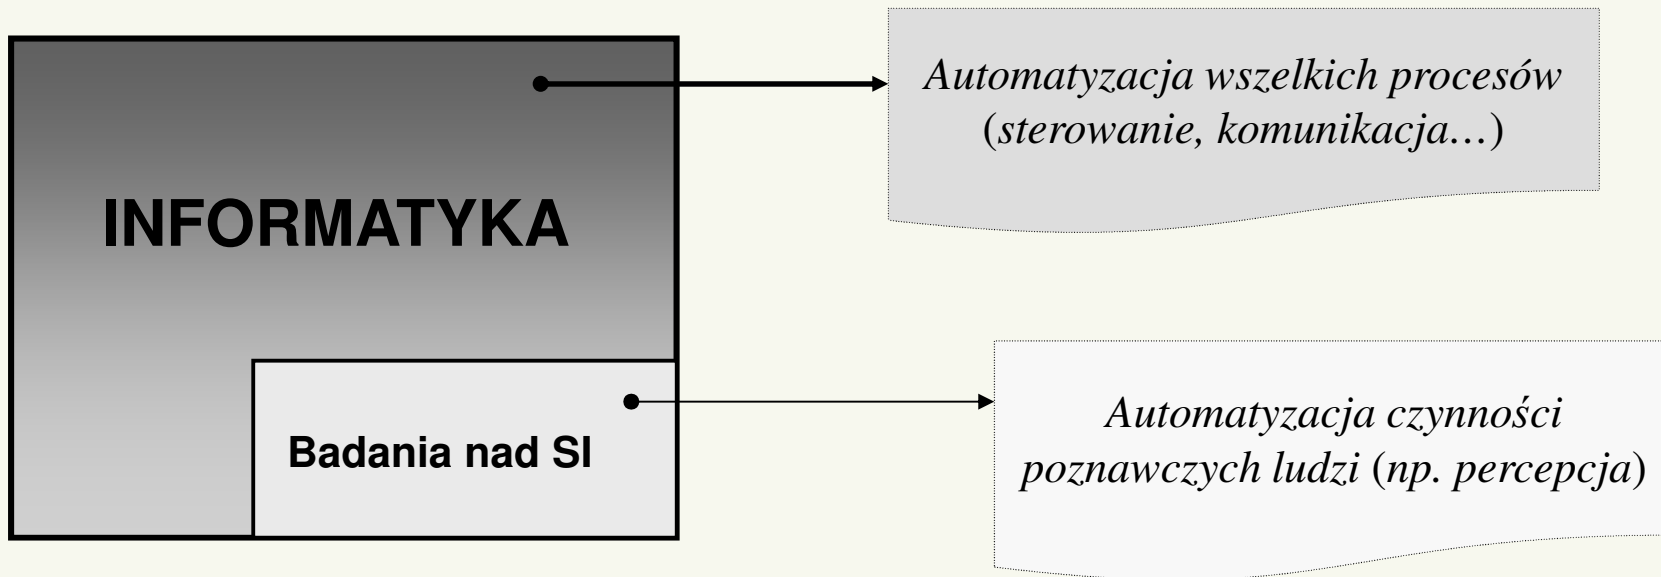 Automatyzacja wszelkich procesów
(sterowanie, komunikacja…)
INFORMATYKA
Automatyzacja czynności
poznawczych ludzi (np. percepcja)
Badania nad SI